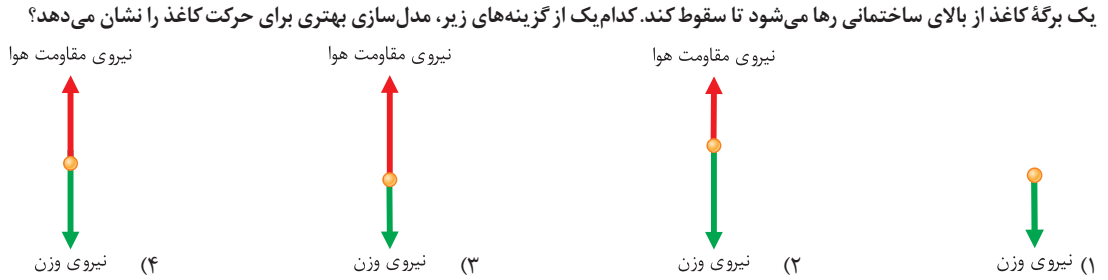 یک برگهٔ کاغذ از بالای ساختمانی رها می‌شود تا سقوط کند. کدام‌یک از گزینه‌های زیر، مدل‌سازی بهتری برای حرکت کاغذ را نشان می‌دهد؟
نیروی مقاومت هوا نیروی مقاومت هوا نیروی مقاومت هوا
۱) نیروی وزن ۲) نیروی وزن ۳) نیروی وزن ۴) نیروی وزن